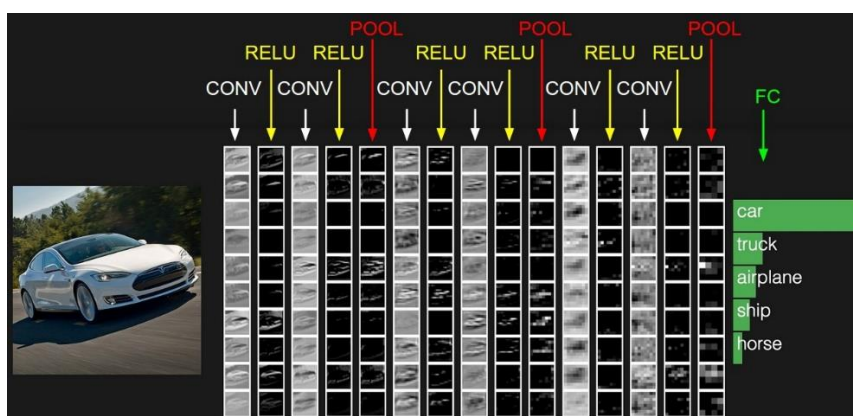 POOL POOL POOL
RELU RELU RELU RELU RELU RELU
CONV CONV CONV CONV CONV CONV
FC
car
truck
airplane
ship
horse